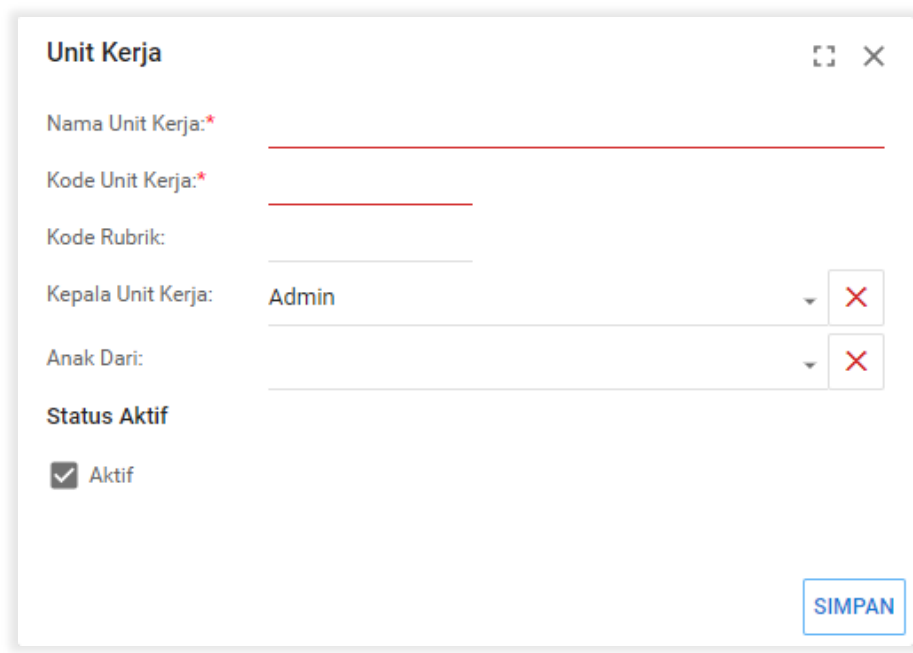 Unit Kerja
Nama Unit Kerja:*
Kode Unit Kerja:*
Kode Rubrik:
Kepala Unit Kerja: Admin
Anak Dari:
Status Aktif
Aktif
SIMPAN